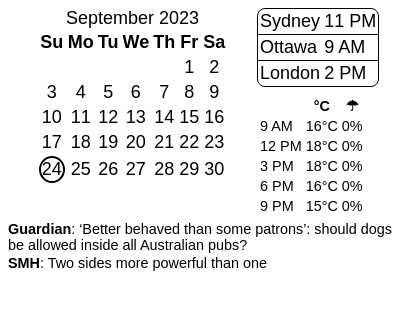 September 2023
Su Mo Tu We Th Fr Sa
1 2
3 4 5 6 7 8 9
10 11 12 13 14 15 16
17 18 19 20 21 22 23
24 25 26 27 28 29 30
Sydney 11 PM
Ottawa 9 AM
London 2 PM
°C ☂
9 AM 16°C 0%
12 PM 18°C 0%
3 PM 18°C 0%
6 PM 16°C 0%
9 PM 15°C 0%
Guardian: ‘Better behaved than some patrons’: should dogs
be allowed inside all Australian pubs?
SMH: Two sides more powerful than one